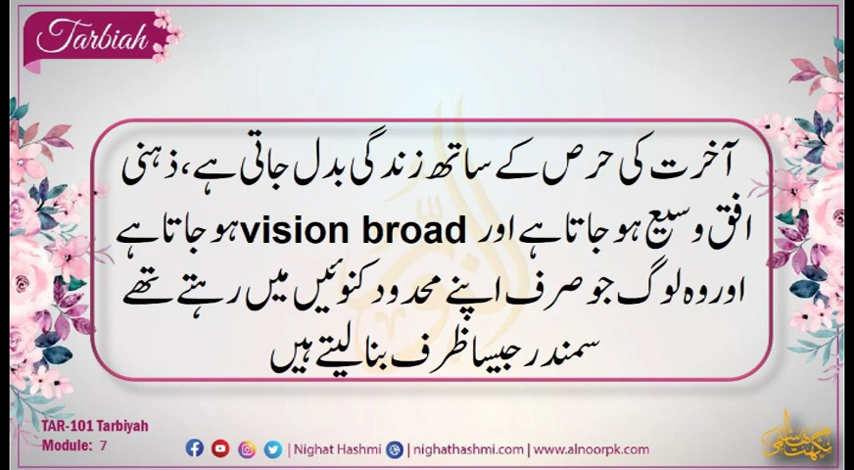 Tarbiah
آخرت کی حرص کے ساتھ زندگی بدل جاتی ہے، ذہنی
افق وسیع ہو جاتا ہے اور vision broad ہو جاتا ہے
اور وہ لوگ جو صرف اپنے محدود کنوئیں میں رہتے تھے
سمندر جیسا ظرف بنا لیتے ہیں
TAR-101 Tarbiyah
Module: 7
| Nighat Hashmi | nighathashmi.com | www.alnoorpk.com
نگہت ہاشمی